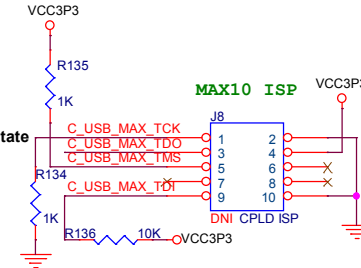 VCC3P3
R135
1K
MAX10 ISP
VCC3P3
J8
tate
C_USB_MAX_TCK
C_USB_MAX_TDO
C_USB_MAX_TMS
C_USB_MAX_TDI
1 2
3 4
5 6
7 8
9 10
R134
1K
DNI CPLD ISP
R136 10K VCC3P3